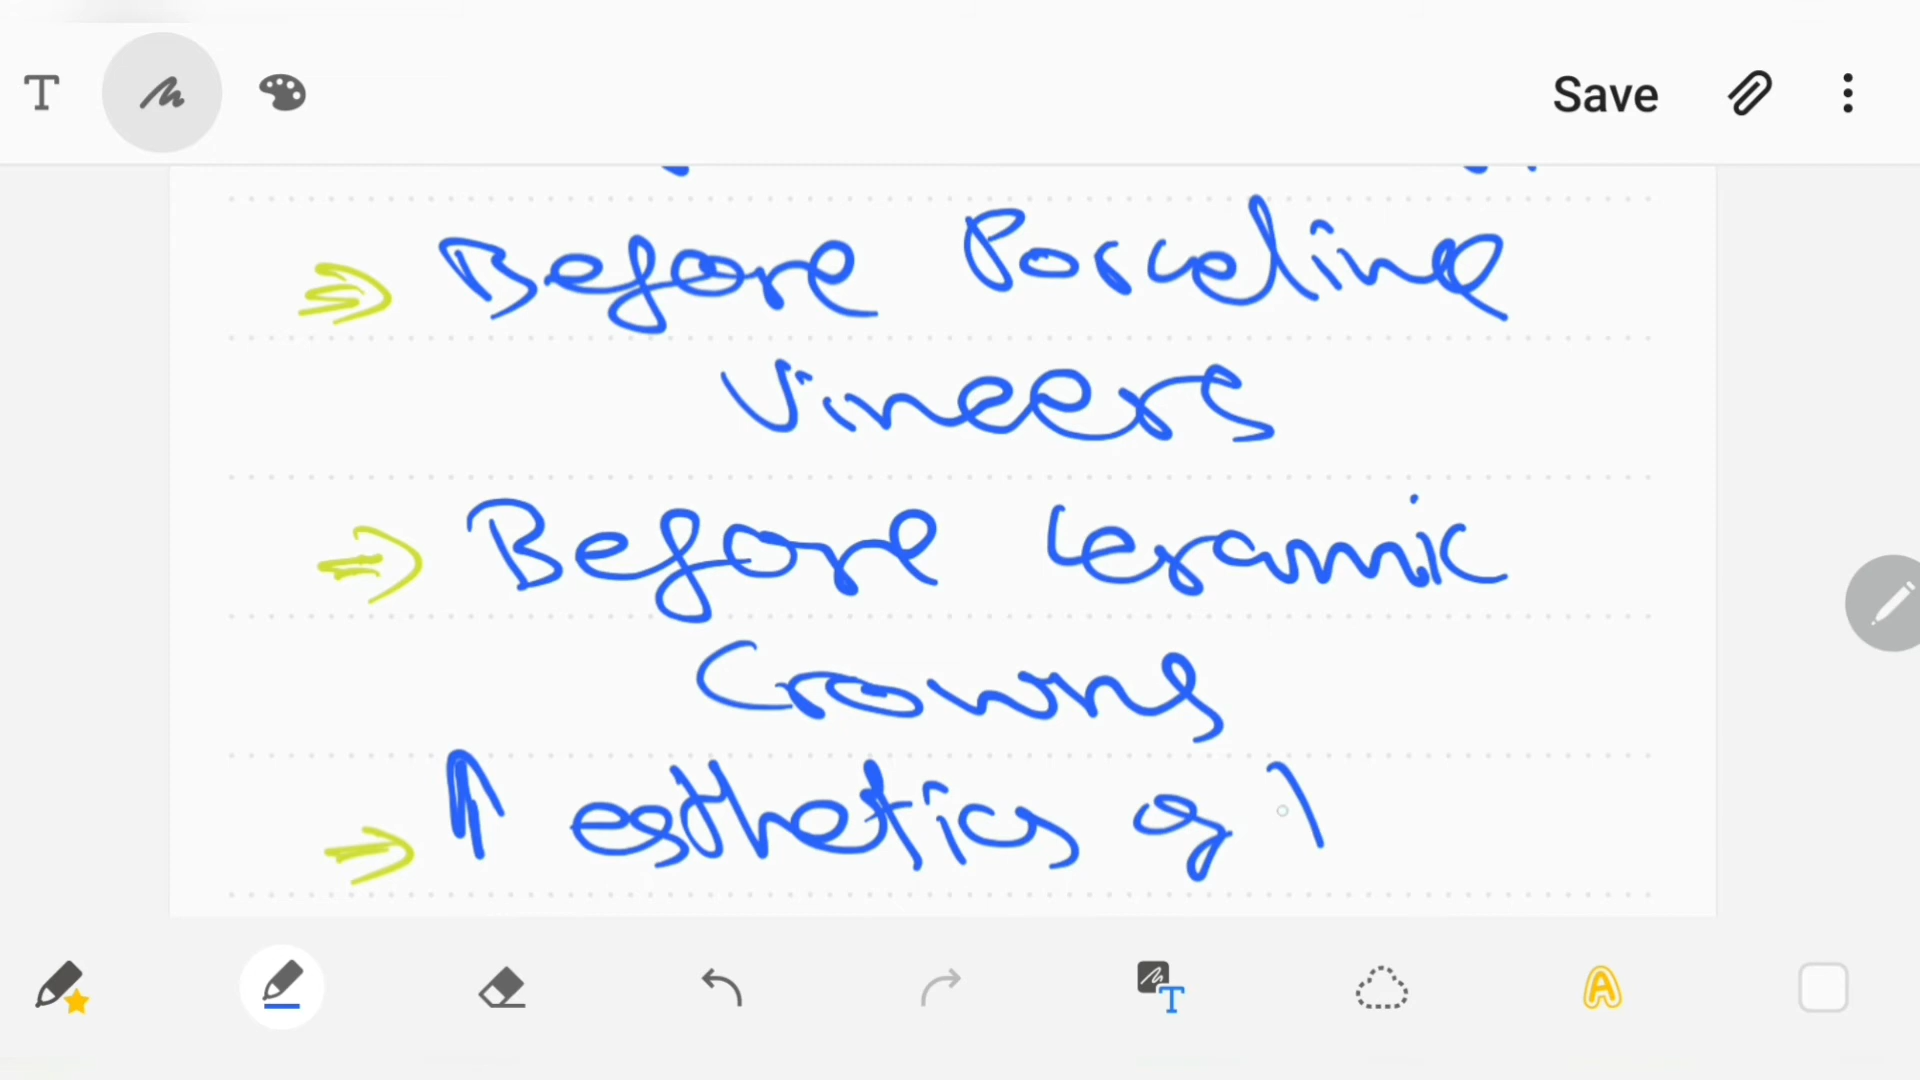 T Save
⇒ Before Porceline
Vineers
⇒ Before Ceramic
Crowns
⇒ ↑ esthetics of
T A